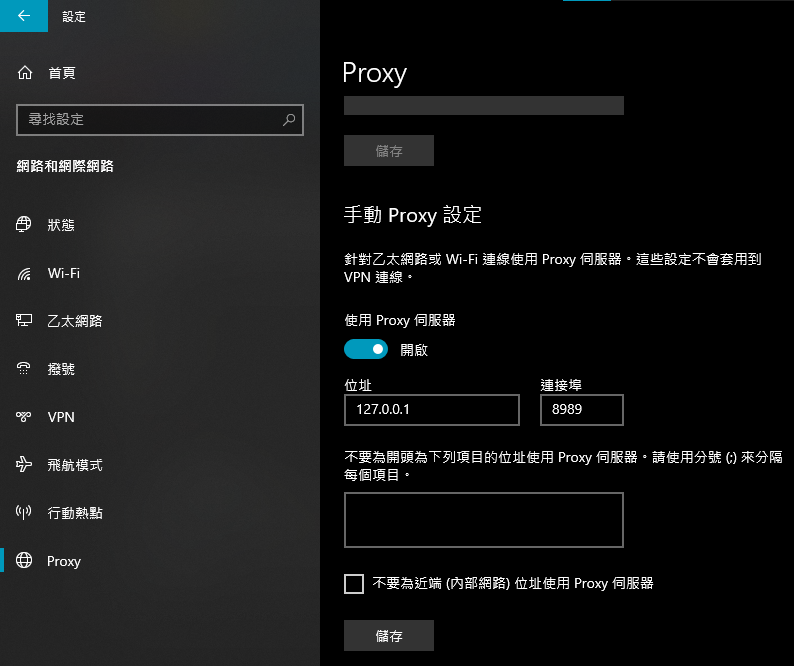 設定
首頁
尋找設定
網路和網際網路
狀態
Wi-Fi
乙太網路
撥號
VPN
飛航模式
行動熱點
Proxy
Proxy
儲存
手動 Proxy 設定
針對乙太網路或 Wi-Fi 連線使用 Proxy 伺服器。這些設定不會套用到
VPN 連線。
使用 Proxy 伺服器
開啟
位址 連接埠
127.0.0.1 8989
不要為開頭為下列項目的位址使用 Proxy 伺服器。請使用分號 (;) 來分隔
每個項目。
不要為近端 (內部網路) 位址使用 Proxy 伺服器
儲存